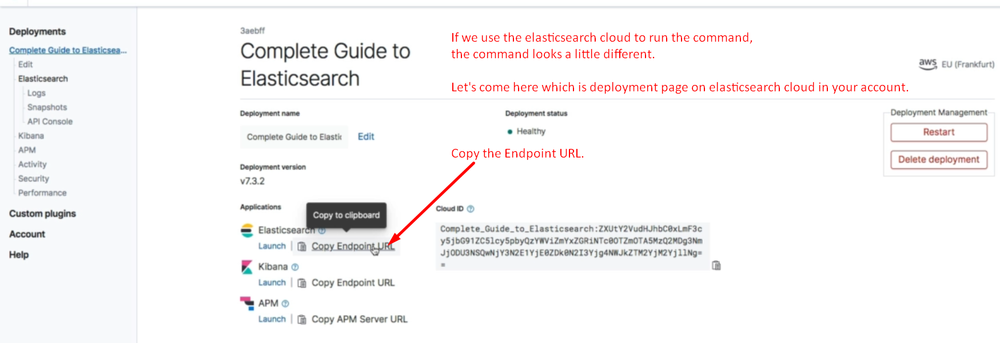 Deployments
Complete Guide to Elasticsea...
Edit
Elasticsearch
Logs
Snapshots
API Console
Kibana
APM
Activity
Security
Performance
Custom plugins
Account
Help
3aebff
Complete Guide to
Elasticsearch
If we use the elasticsearch cloud to run the command,
the command looks a little different.
Let's come here which is deployment page on elasticsearch cloud in your account.
aws EU (Frankfurt)
Deployment name
Complete Guide to Elastic Edit
Deployment status
Healthy
Deployment Management
Restart
Delete deployment
Copy the Endpoint URL.
Deployment version
v7.3.2
Applications
Copy to clipboard
Elasticsearch
Launch | Copy Endpoint URL
Kibana
Launch | Copy Endpoint URL
APM
Launch | Copy APM Server URL
Cloud ID
Complete_Guide_to_Elasticsearch:ZXUtY2VudHJhbC0xLmF3c
y5jbG91ZC5lcy5pbyQzYWViZmYxZGRiNTc0OTZmOTA5MzQ2MDg3Nm
JjODU3NSQwNjY3N2E1YjE0ZDk0N2I3Yjg4NWJkZTM2YjM2YjllNg=
=